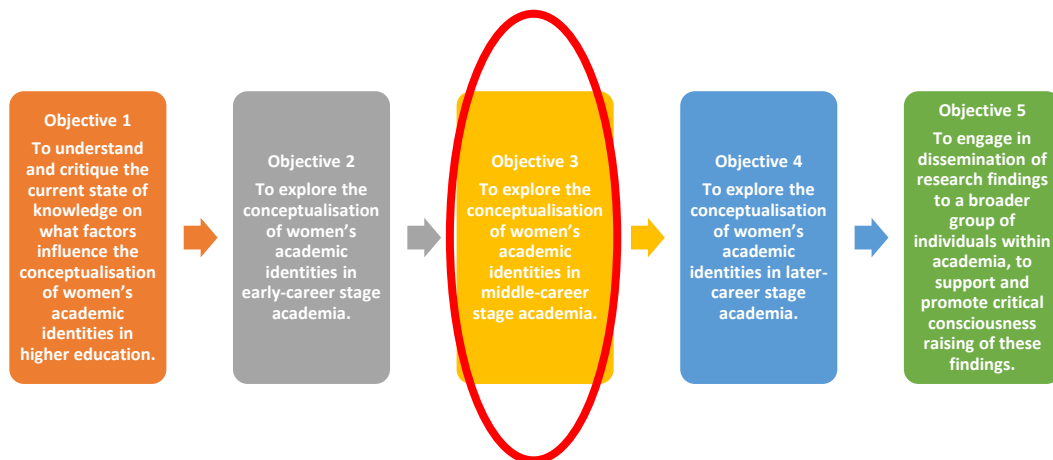 Objective 1
To understand
and critique the
current state of
knowledge on
what factors
influence the
conceptualisation
of women's
academic
identities in
higher education.
Objective 2
To explore the
conceptualisation
of women's
academic
identities in
early-career stage
academia.
Objective 3
To explore the
conceptualisation
of women's
academic
identities in
middle-career
stage academia.
Objective 4
To explore the
conceptualisation
of women's
academic
identities in later-
career stage
academia.
Objective 5
To engage in
dissemination of
research findings
to a broader
group of
individuals within
academia, to
support and
promote critical
consciousness
raising of these
findings.